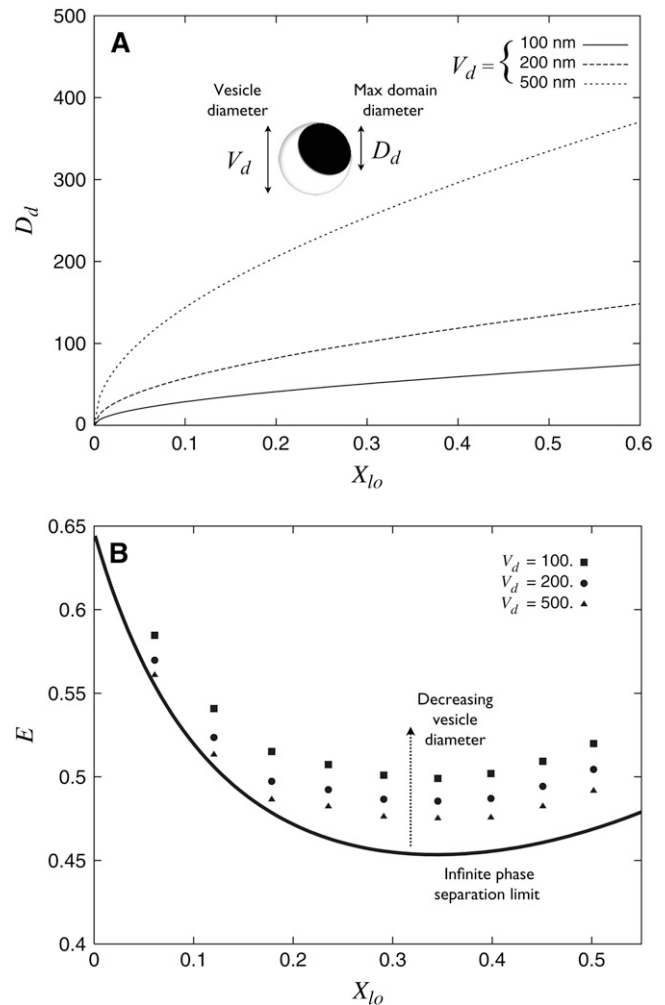 A
500
400
300
200
100
0
D_d
0
0.1
0.2
0.3
0.4
0.5
0.6
X_lo
Vesicle
diameter
V_d
Max domain
diameter
D_d
V_d = {
100 nm
200 nm
500 nm
B
0.65
0.6
0.55
0.5
0.45
0.4
E
0
0.1
0.2
0.3
0.4
0.5
X_lo
V_d = 100.
V_d = 200.
V_d = 500.
Decreasing
vesicle
diameter
Infinite phase
separation limit